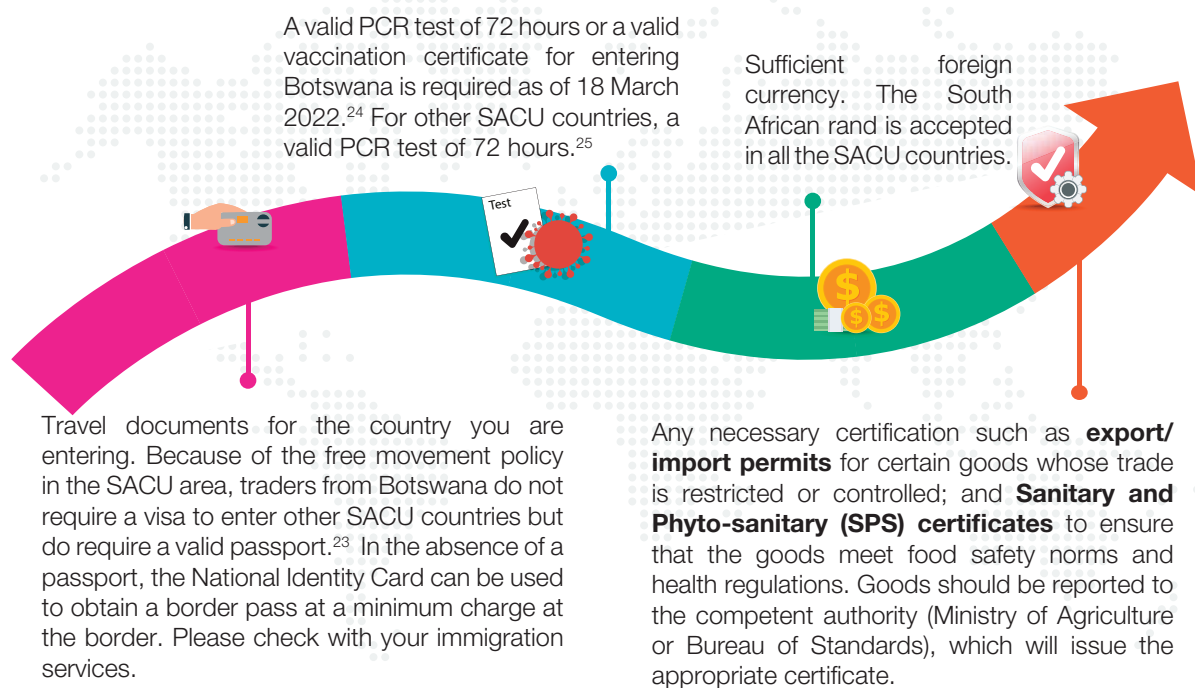 A valid PCR test of 72 hours or a valid
vaccination certificate for entering
Botswana is required as of 18 March
2022.24 For other SACU countries, a
valid PCR test of 72 hours.25
Sufficient foreign
currency. The South
African rand is accepted
in all the SACU countries.
Test
$
$
$
Travel documents for the country you are
entering. Because of the free movement policy
in the SACU area, traders from Botswana do not
require a visa to enter other SACU countries but
do require a valid passport.23 In the absence of a
passport, the National Identity Card can be used
to obtain a border pass at a minimum charge at
the border. Please check with your immigration
services.
Any necessary certification such as export/
import permits for certain goods whose trade
is restricted or controlled; and Sanitary and
Phyto-sanitary (SPS) certificates to ensure
that the goods meet food safety norms and
health regulations. Goods should be reported to
the competent authority (Ministry of Agriculture
or Bureau of Standards), which will issue the
appropriate certificate.